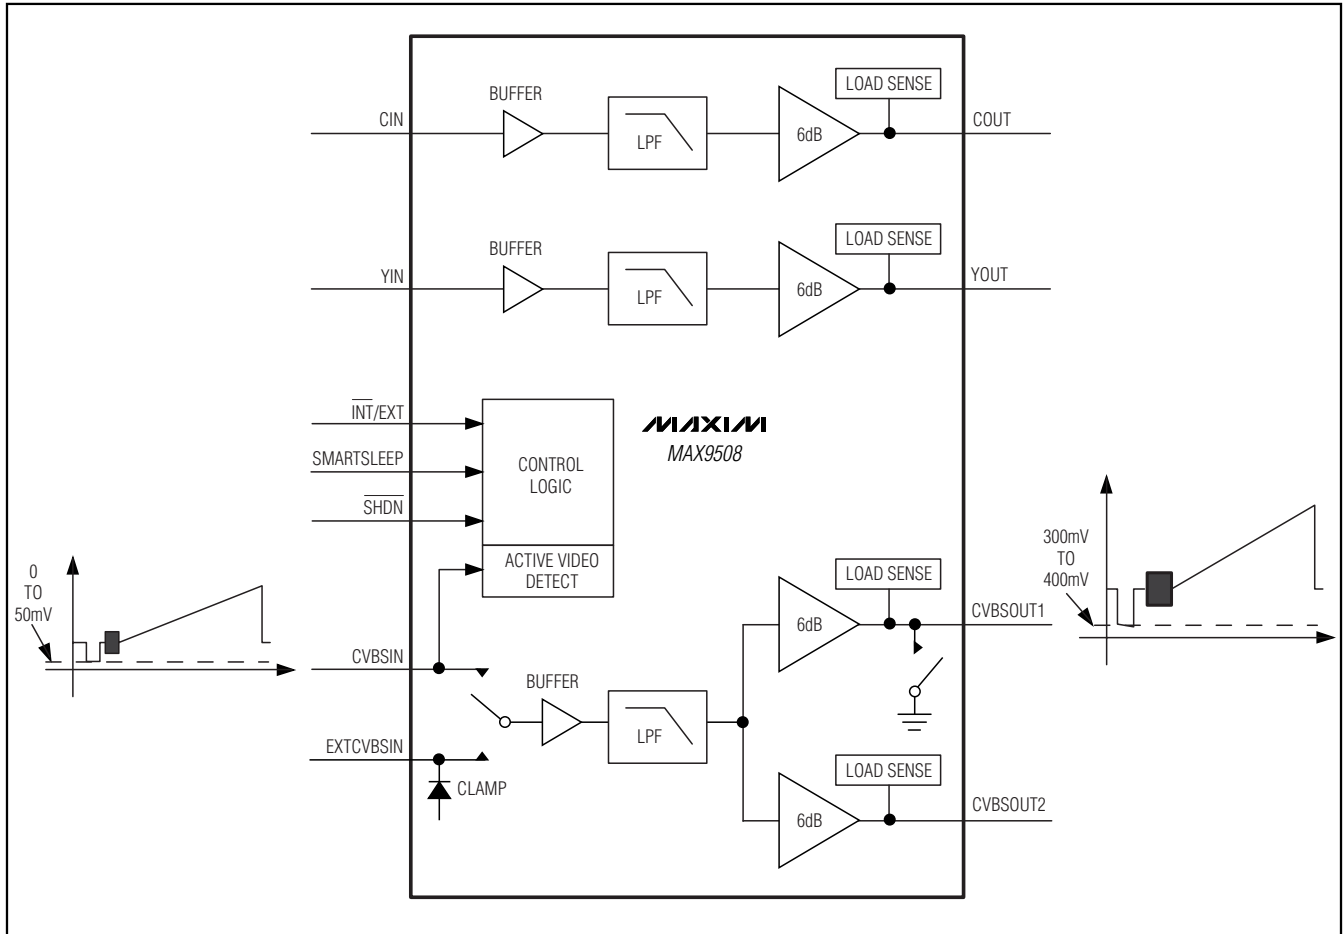 LOAD SENSE
BUFFER
CIN
LPF
6dB
COUT
LOAD SENSE
BUFFER
YIN
LPF
6dB
YOUT
INT/EXT
SMARTSLEEP
SHDN
CONTROL
LOGIC
ACTIVE VIDEO
DETECT
MAXIM
MAX9508
0
TO
50mV
300mV
TO
400mV
LOAD SENSE
6dB
CVBSOUT1
CVBSIN
BUFFER
LPF
EXTCVBSIN
CLAMP
LOAD SENSE
6dB
CVBSOUT2